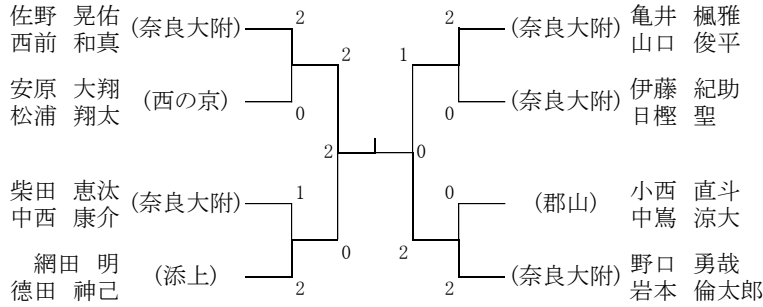 佐野 晃佑
西前 和真
(奈良大附)
2
安原 大翔
松浦 翔太
(西の京)
0
2
柴田 恵汰
中西 康介
(奈良大附)
1
網田 明
徳田 神己
(添上)
2
0
2
0
亀井 楓雅
山口 俊平
(奈良大附)
2
伊藤 紀助
日樫 聖
(奈良大附)
0
1
小西 直斗
中嶌 涼大
(郡山)
0
野口 勇哉
岩本 倫太郎
(奈良大附)
2
2